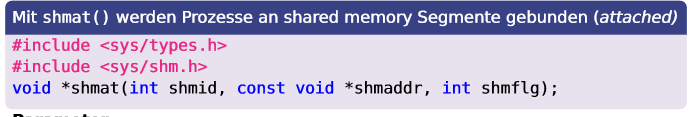 Mit shmat() werden Prozesse an shared memory Segmente gebunden (attached)
#include <sys/types.h>
#include <sys/shm.h>
void *shmat(int shmid, const void *shmaddr, int shmflg);